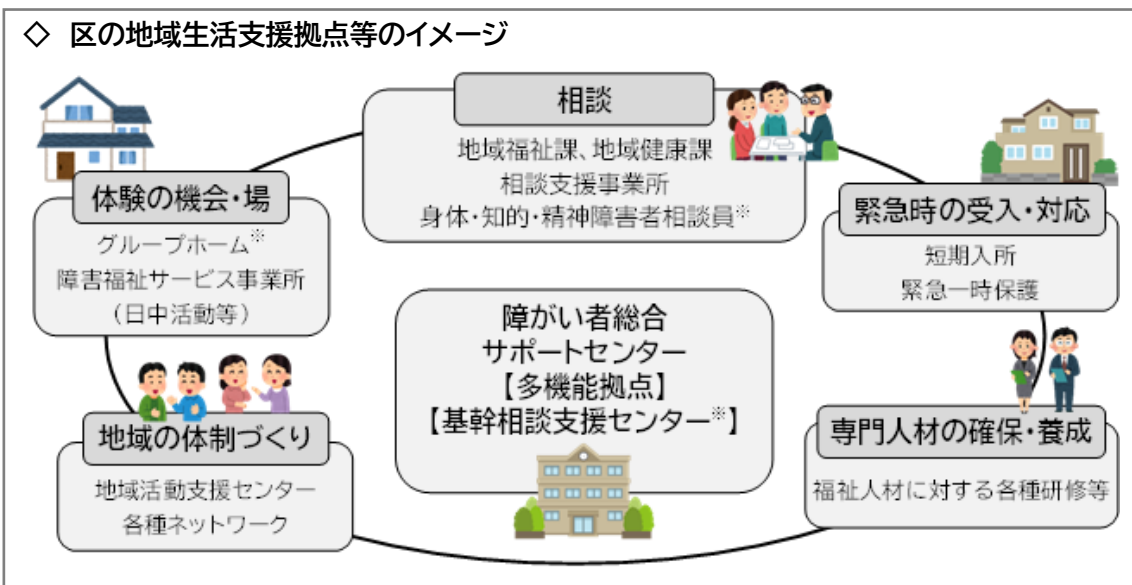 ◇ 区の地域生活支援拠点等のイメージ
相談
地域福祉課、地域健康課
相談支援事業所
身体・知的・精神障害者相談員※
体験の機会・場
グループホーム※
障害福祉サービス事業所
（日中活動等）
緊急時の受入・対応
短期入所
緊急一時保護
障がい者総合
サポートセンター
【多機能拠点】
【基幹相談支援センター※】
地域の体制づくり
地域活動支援センター
各種ネットワーク
専門人材の確保・養成
福祉人材に対する各種研修等